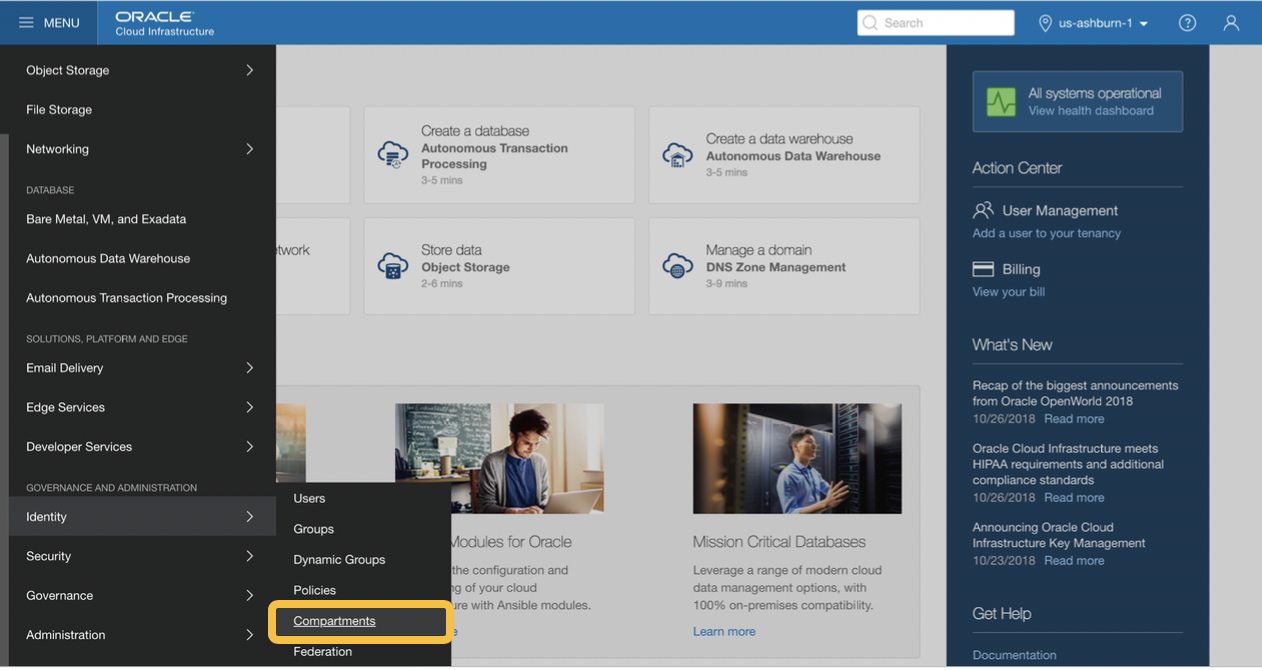 MENU
ORACLE
Cloud Infrastructure
Search
us-ashburn-1
?
Object Storage
File Storage
Networking
DATABASE
Bare Metal, VM, and Exadata
Autonomous Data Warehouse
Autonomous Transaction Processing
SOLUTIONS, PLATFORM AND EDGE
Email Delivery
Edge Services
Developer Services
GOVERNANCE AND ADMINISTRATION
Identity
Security
Governance
Administration
Users
Groups
Dynamic Groups
Policies
Compartments
Federation
Create a database
Autonomous Transaction
Processing
3-5 mins
Create a data warehouse
Autonomous Data Warehouse
3-5 mins
etwork
Store data
Object Storage
2-6 mins
Manage a domain
DNS Zone Management
3-9 mins
Modules for Oracle
the configuration and
ng of your cloud
ure with Ansible modules.
e
Mission Critical Databases
Leverage a range of modern cloud
data management options, with
100% on-premises compatibility.
Learn more
All systems operational
View health dashboard
Action Center
User Management
Add a user to your tenancy
Billing
View your bill
What's New
Recap of the biggest announcements
from Oracle OpenWorld 2018
10/26/2018 Read more
Oracle Cloud Infrastructure meets
HIPAA requirements and additional
compliance standards
10/26/2018 Read more
Announcing Oracle Cloud
Infrastructure Key Management
10/23/2018 Read more
Get Help
Documentation